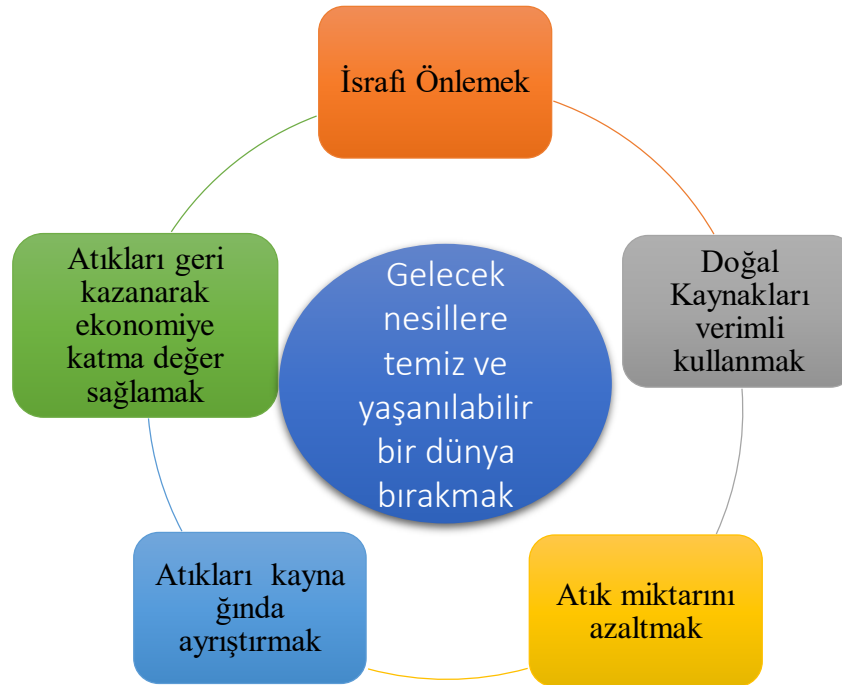 İsrafı Önlemek
Doğal
Kaynakları
verimli
kullanmak
Atık miktarını
azaltmak
Atıkları kayna
ğında
ayrıştırmak
Atıkları geri
kazanarak
ekonomiye
katma değer
sağlamak
Gelecek
nesillere
temiz ve
yaşanılabilir
bir dünya
bırakmak